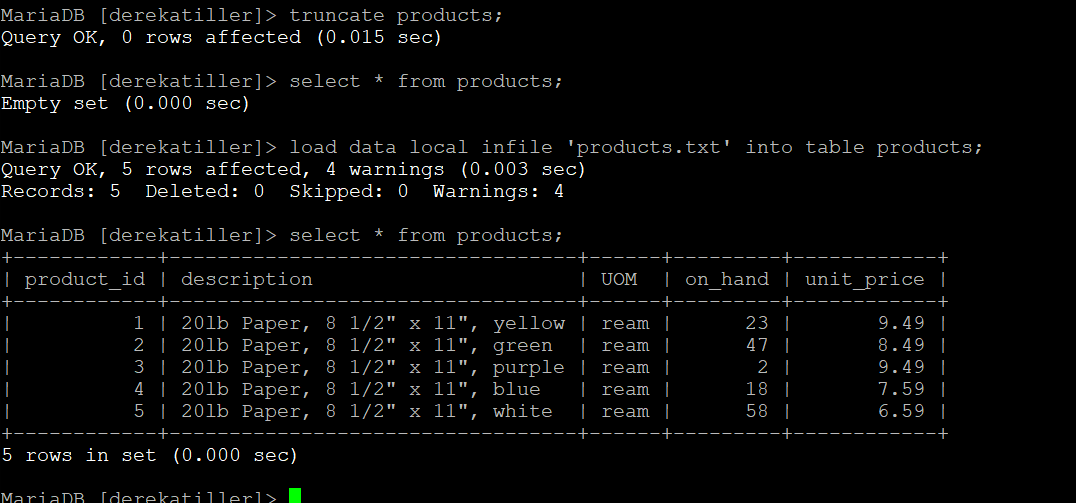 MariaDB [derekatiller]> truncate products;
Query OK, 0 rows affected (0.015 sec)
MariaDB [derekatiller]> select * from products;
Empty set (0.000 sec)
MariaDB [derekatiller]> load data local infile 'products.txt' into table products;
Query OK, 5 rows affected, 4 warnings (0.003 sec)
Records: 5  Deleted: 0  Skipped: 0  Warnings: 4
MariaDB [derekatiller]> select * from products;
+------------+----------------------------------+------+---------+------------+
| product_id | description                      | UOM  | on_hand | unit_price |
+------------+----------------------------------+------+---------+------------+
|          1 | 20lb Paper, 8 1/2" x 11", yellow | ream |      23 |       9.49 |
|          2 | 20lb Paper, 8 1/2" x 11", green  | ream |      47 |       8.49 |
|          3 | 20lb Paper, 8 1/2" x 11", purple | ream |       2 |       9.49 |
|          4 | 20lb Paper, 8 1/2" x 11", blue   | ream |      18 |       7.59 |
|          5 | 20lb Paper, 8 1/2" x 11", white  | ream |      58 |       6.59 |
+------------+----------------------------------+------+---------+------------+
5 rows in set (0.000 sec)
MariaDB [derekatiller]>